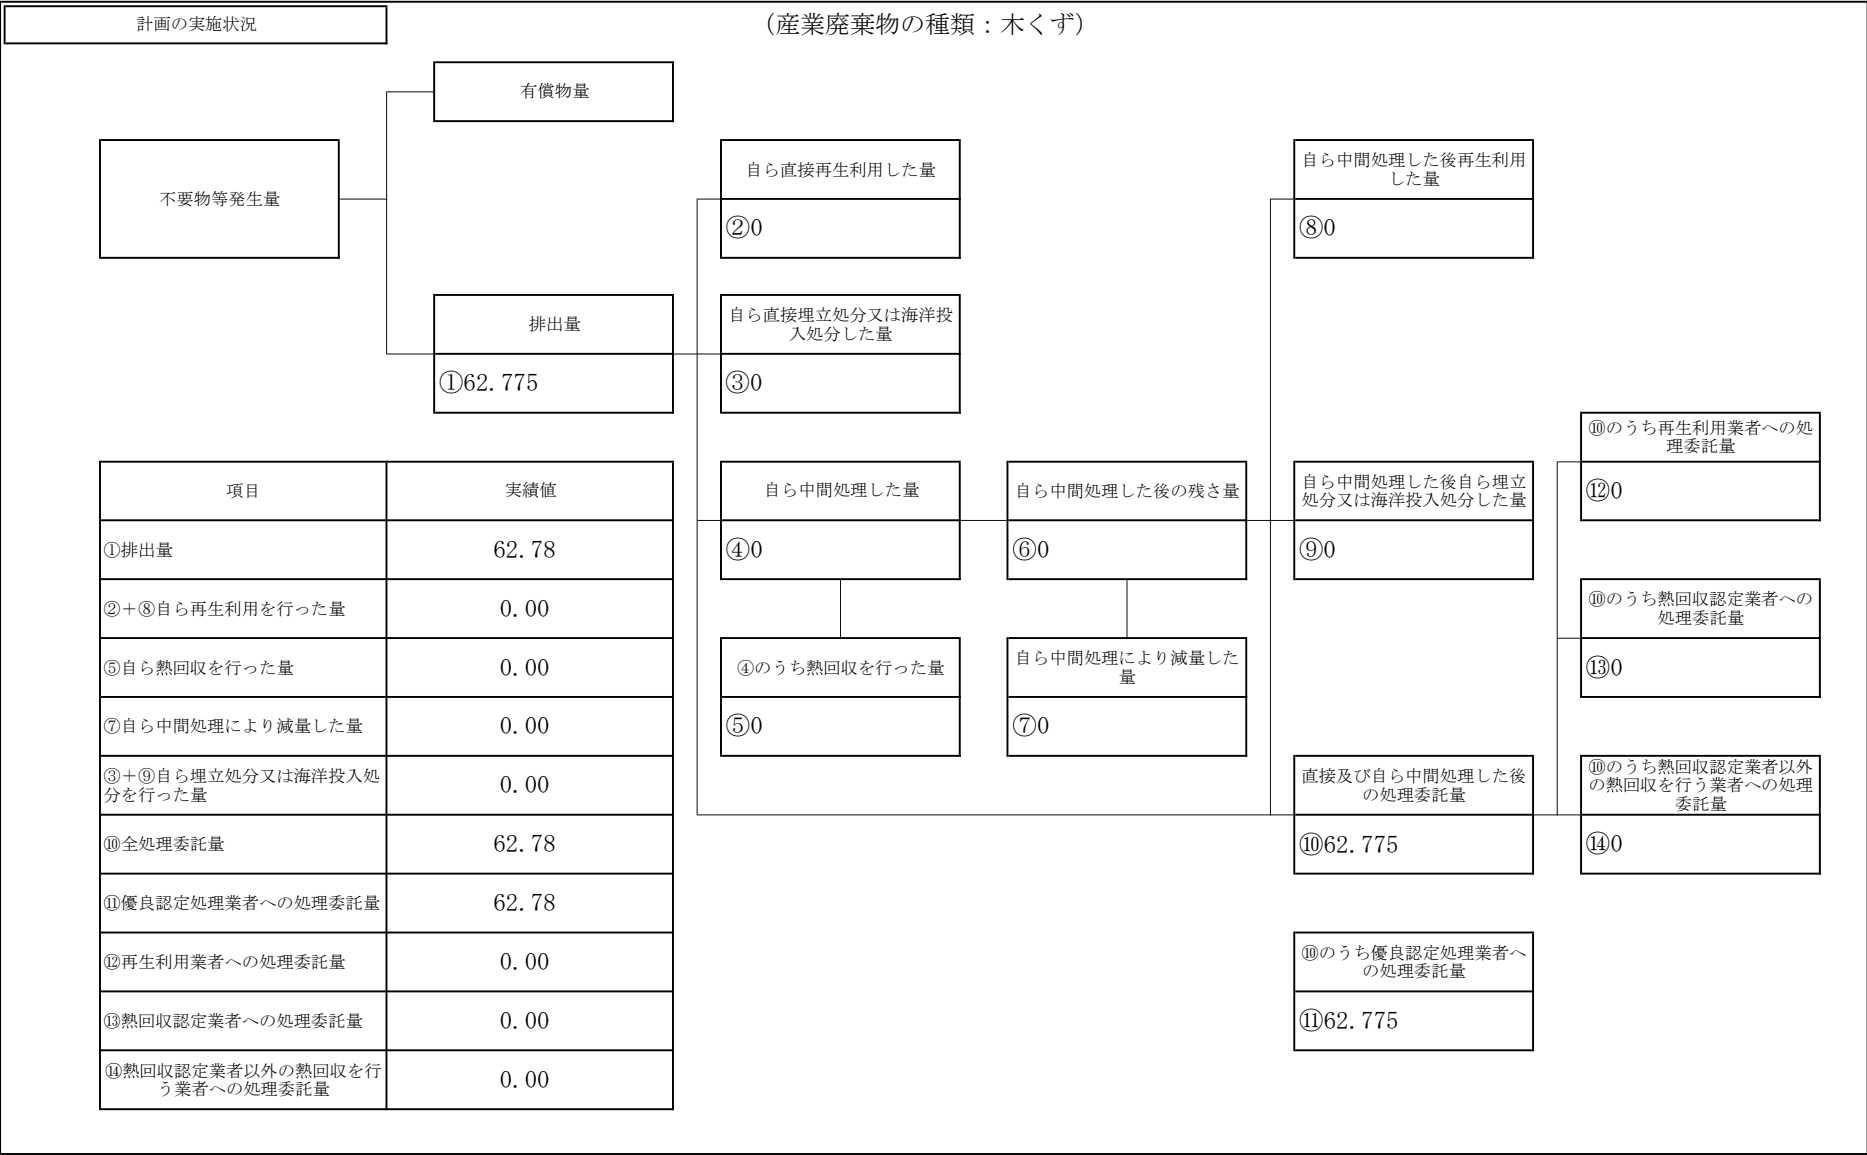 計画の実施状況
（産業廃棄物の種類：木くず）
有償物量
不要物等発生量
自ら直接再生利用した量
②0
自ら中間処理した後再生利用
した量
⑧0
排出量
①62.775
自ら直接埋立処分又は海洋投
入処分した量
③0
⑩のうち再生利用業者への処
理委託量
⑫0
自ら中間処理した量
④0
自ら中間処理した後の残さ量
⑥0
自ら中間処理した後自ら埋立
処分又は海洋投入処分した量
⑨0
⑩のうち熱回収認定業者への
処理委託量
⑬0
④のうち熱回収を行った量
⑤0
自ら中間処理により減量した
量
⑦0
直接及び自ら中間処理した後
の処理委託量
⑩62.775
⑩のうち熱回収認定業者以外
の熱回収を行う業者への処理
委託量
⑭0
⑩のうち優良認定処理業者へ
の処理委託量
⑪62.775
項目 実績値
①排出量 62.78
②＋⑧自ら再生利用を行った量 0.00
⑤自ら熱回収を行った量 0.00
⑦自ら中間処理により減量した量 0.00
③＋⑨自ら埋立処分又は海洋投入処
分を行った量 0.00
⑩全処理委託量 62.78
⑪優良認定処理業者への処理委託量 62.78
⑫再生利用業者への処理委託量 0.00
⑬熱回収認定業者への処理委託量 0.00
⑭熱回収認定業者以外の熱回収を行
う業者への処理委託量 0.00